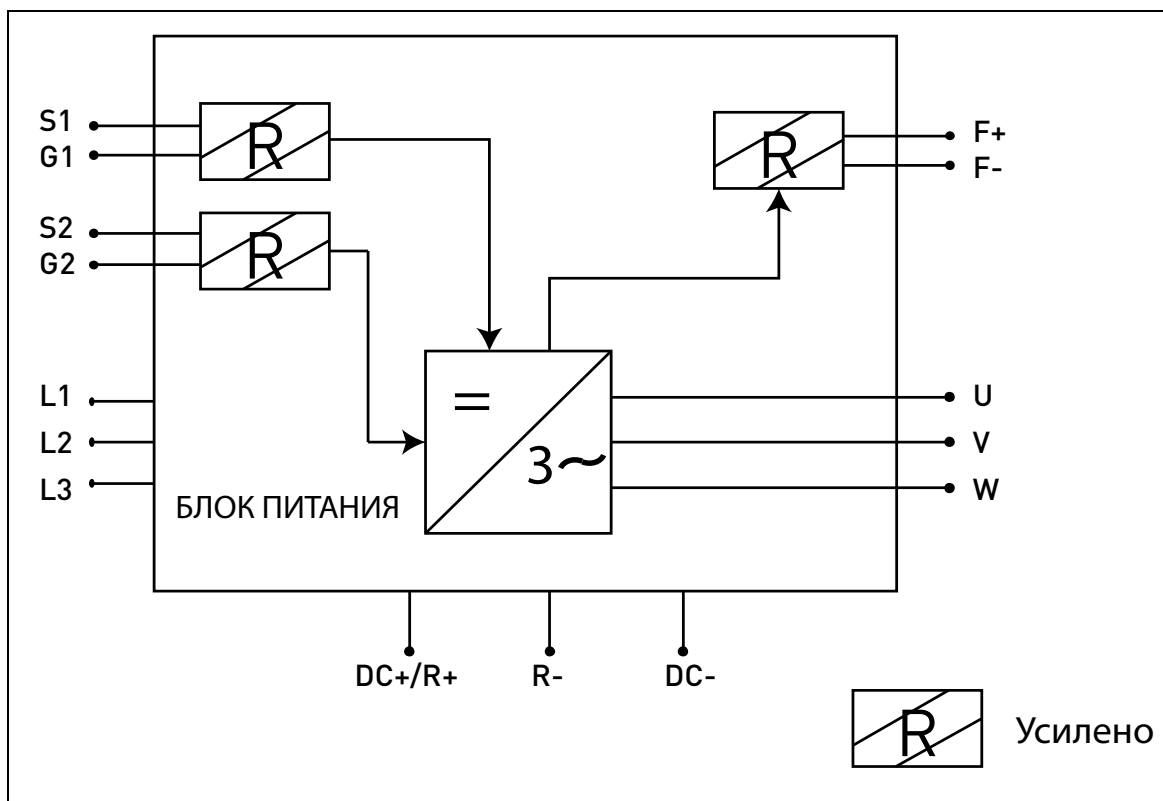 S1
G1
R
R
F+
F-
S2
G2
R
L1
L2
L3
=
3~
U
V
W
БЛОК ПИТАНИЯ
DC+/R+
R-
DC-
R
Усилено